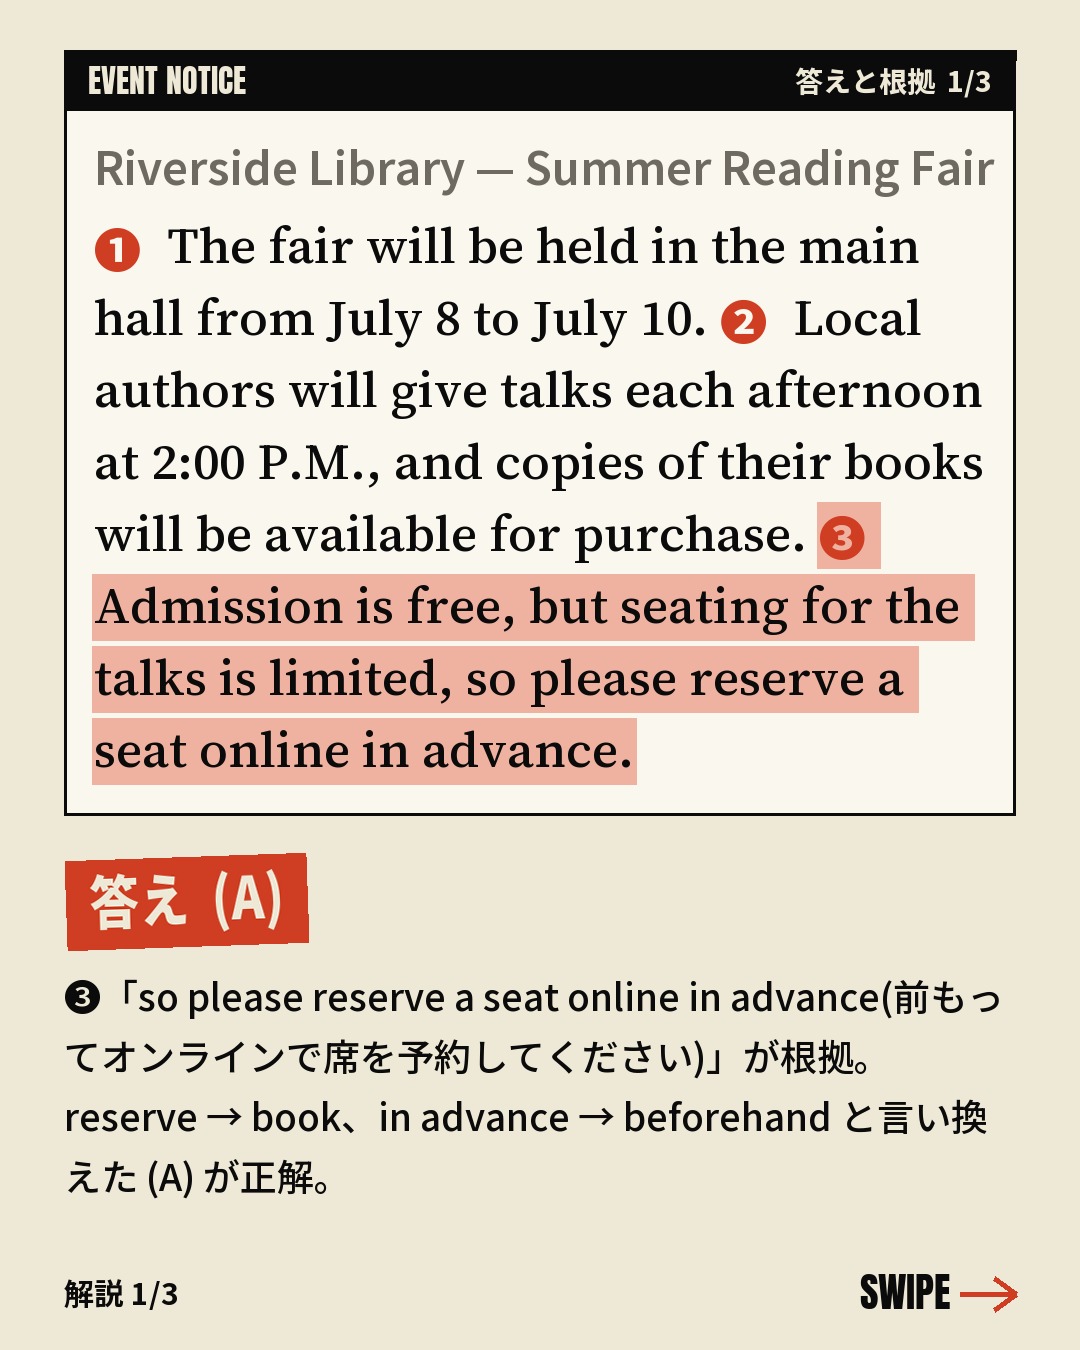 EVENT NOTICE
答えと根拠 1/3
Riverside Library — Summer Reading Fair
❶ The fair will be held in the main
hall from July 8 to July 10. ❷ Local
authors will give talks each afternoon
at 2:00 P.M., and copies of their books
will be available for purchase. ❸
Admission is free, but seating for the
talks is limited, so please reserve a
seat online in advance.
答え (A)
❸「so please reserve a seat online in advance(前もっ
てオンラインで席を予約してください)」が根拠。
reserve → book、in advance → beforehand と言い換
えた (A) が正解。
解説 1/3
SWIPE →